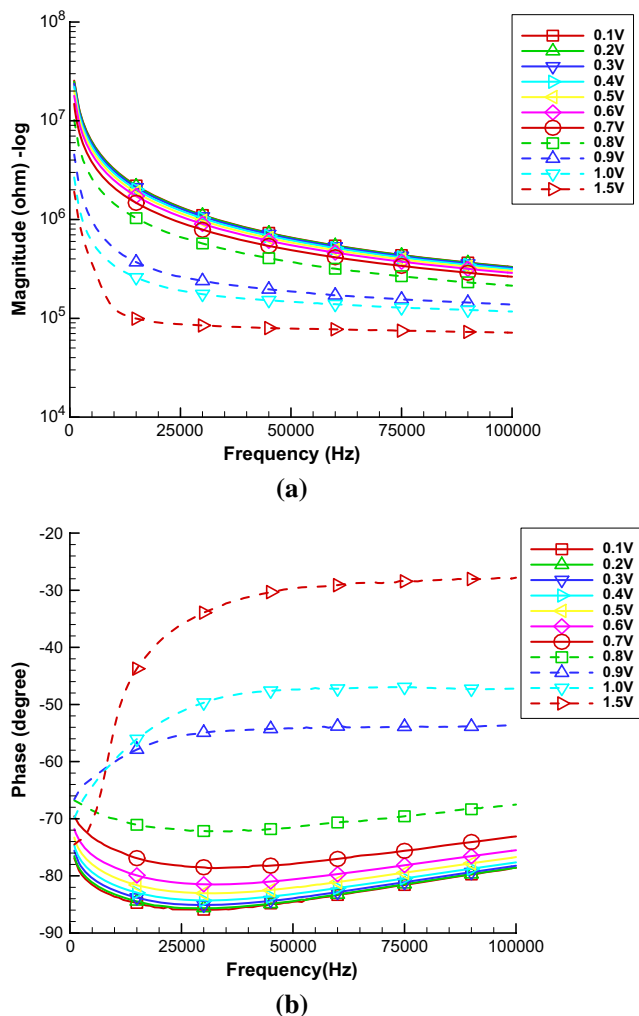 10^8
10^7
10^6
10^5
10^4
Magnitude (ohm) -log
0 25000 50000 75000 100000
Frequency (Hz)
0.1V
0.2V
0.3V
0.4V
0.5V
0.6V
0.7V
0.8V
0.9V
1.0V
1.5V
(a)
-20
-30
-40
-50
-60
-70
-80
-90
Phase (degree)
0 25000 50000 75000 100000
Frequency(Hz)
0.1V
0.2V
0.3V
0.4V
0.5V
0.6V
0.7V
0.8V
0.9V
1.0V
1.5V
(b)